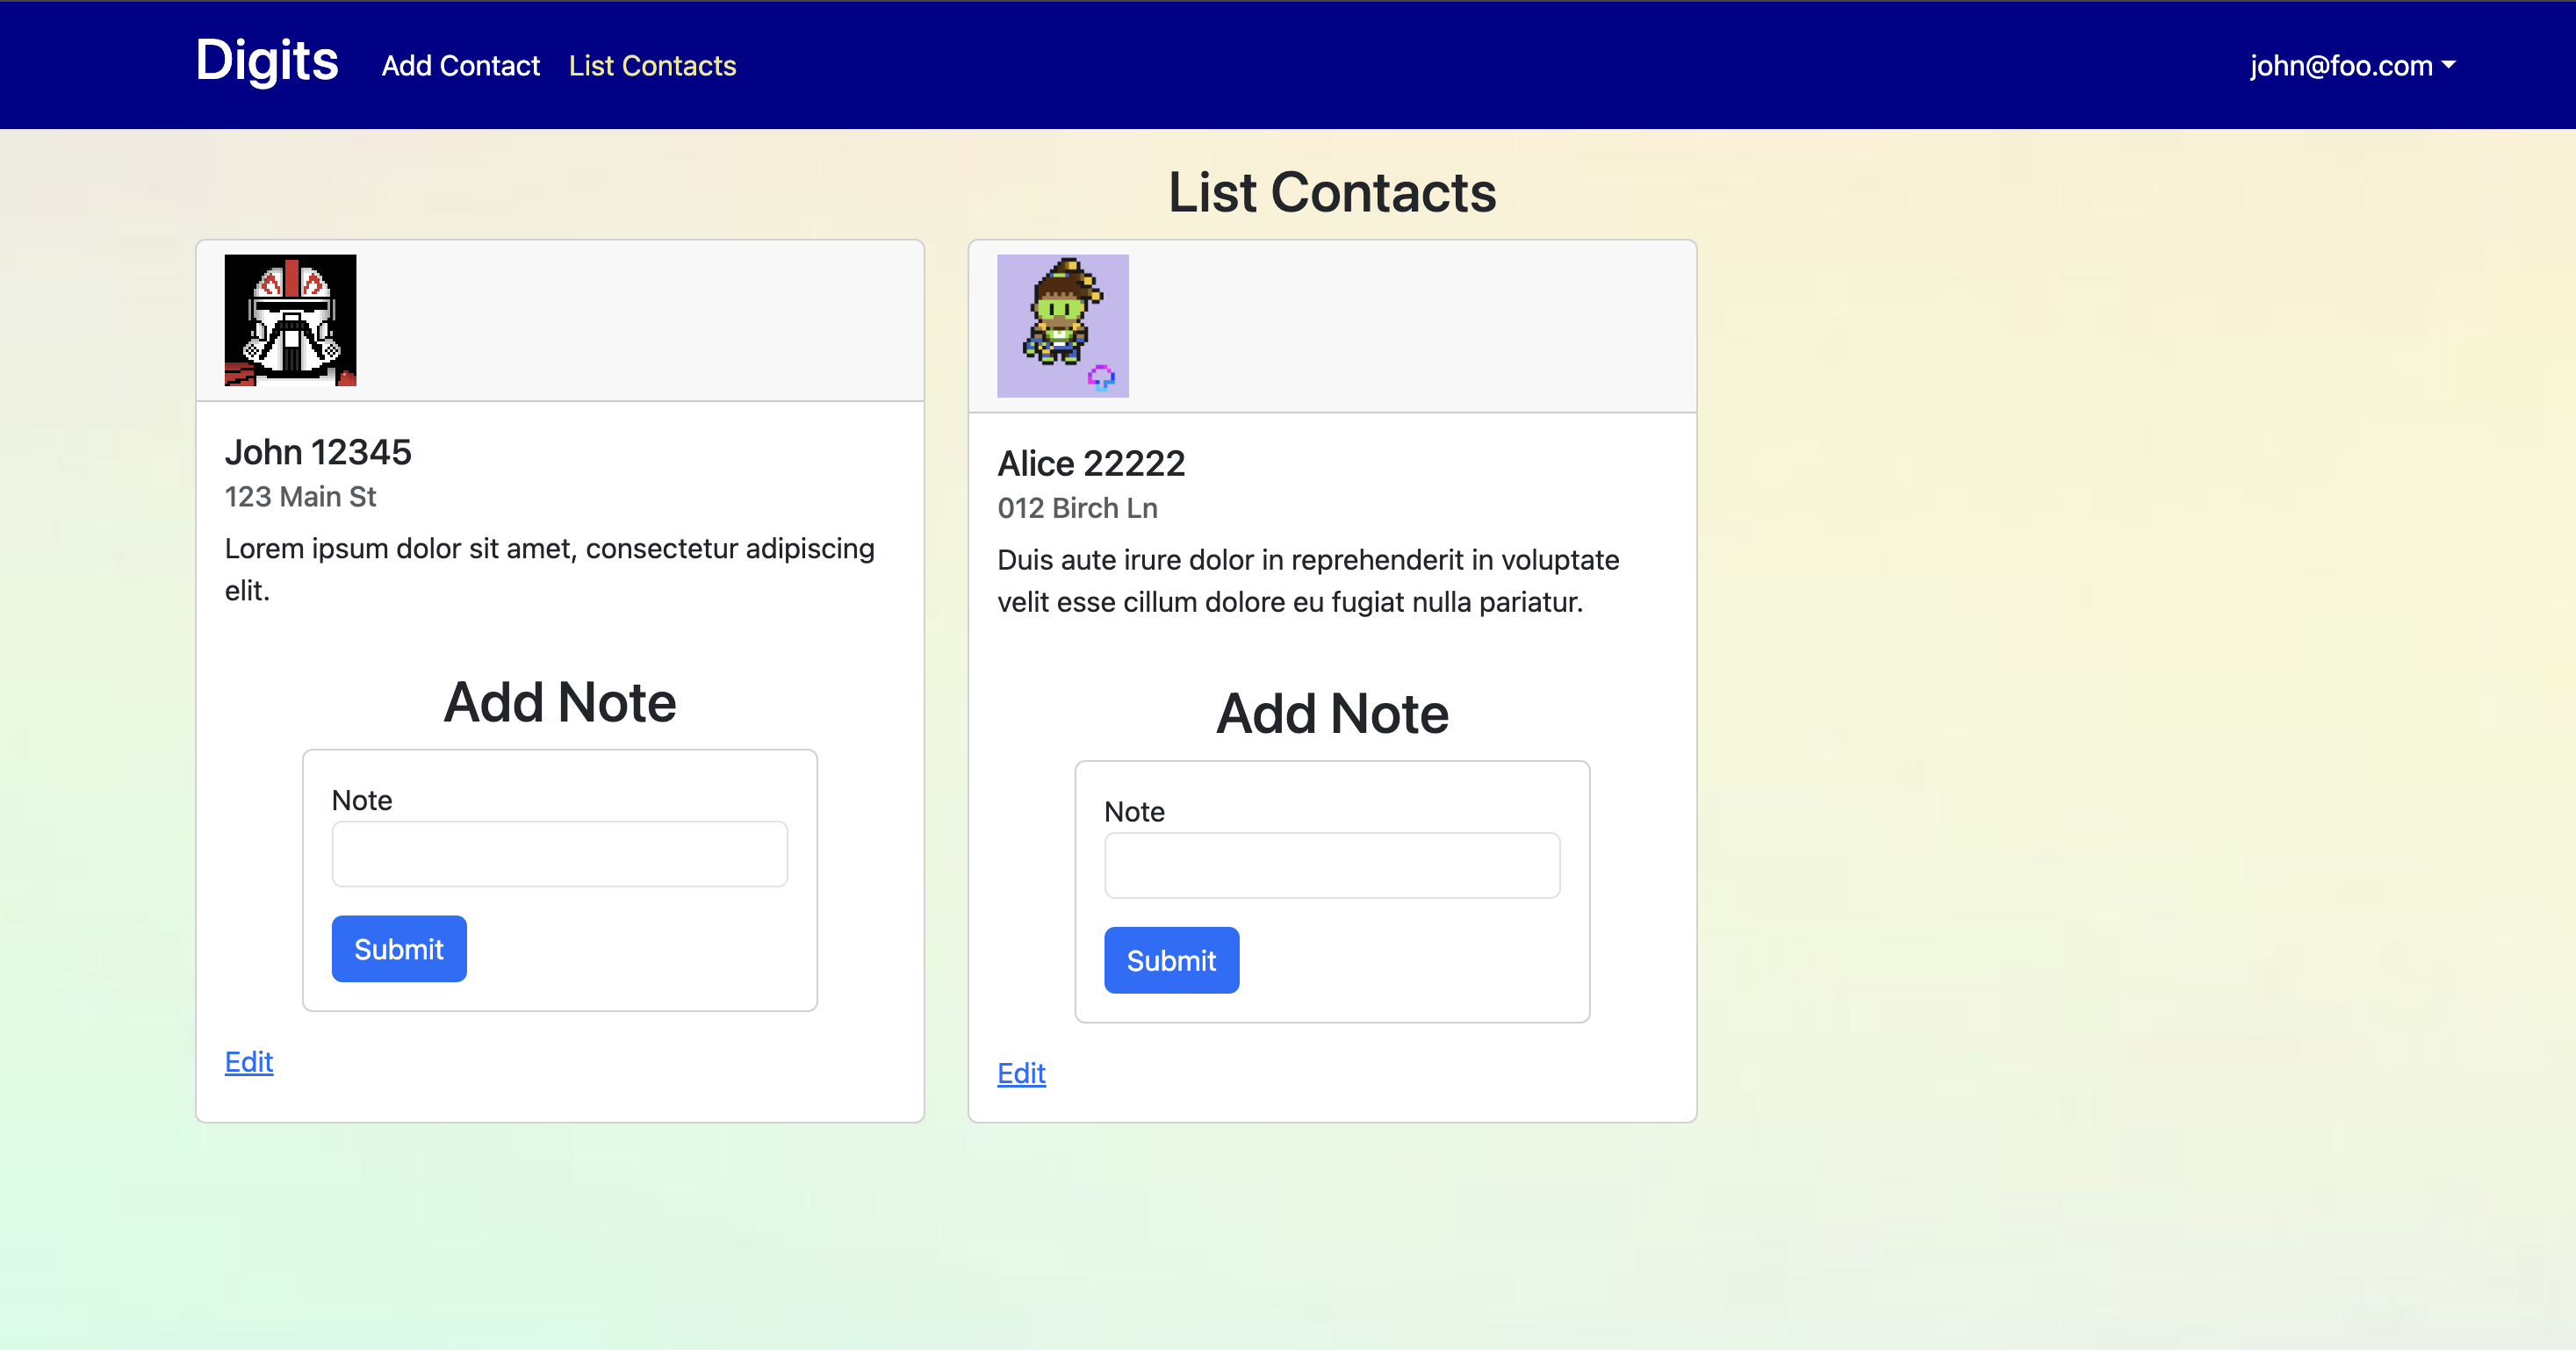 Digits
Add Contact
List Contacts
john@foo.com
List Contacts
John 12345
123 Main St
Lorem ipsum dolor sit amet, consectetur adipiscing
elit.
Add Note
Note
Submit
Edit
Alice 22222
012 Birch Ln
Duis aute irure dolor in reprehenderit in voluptate
velit esse cillum dolore eu fugiat nulla pariatur.
Add Note
Note
Submit
Edit